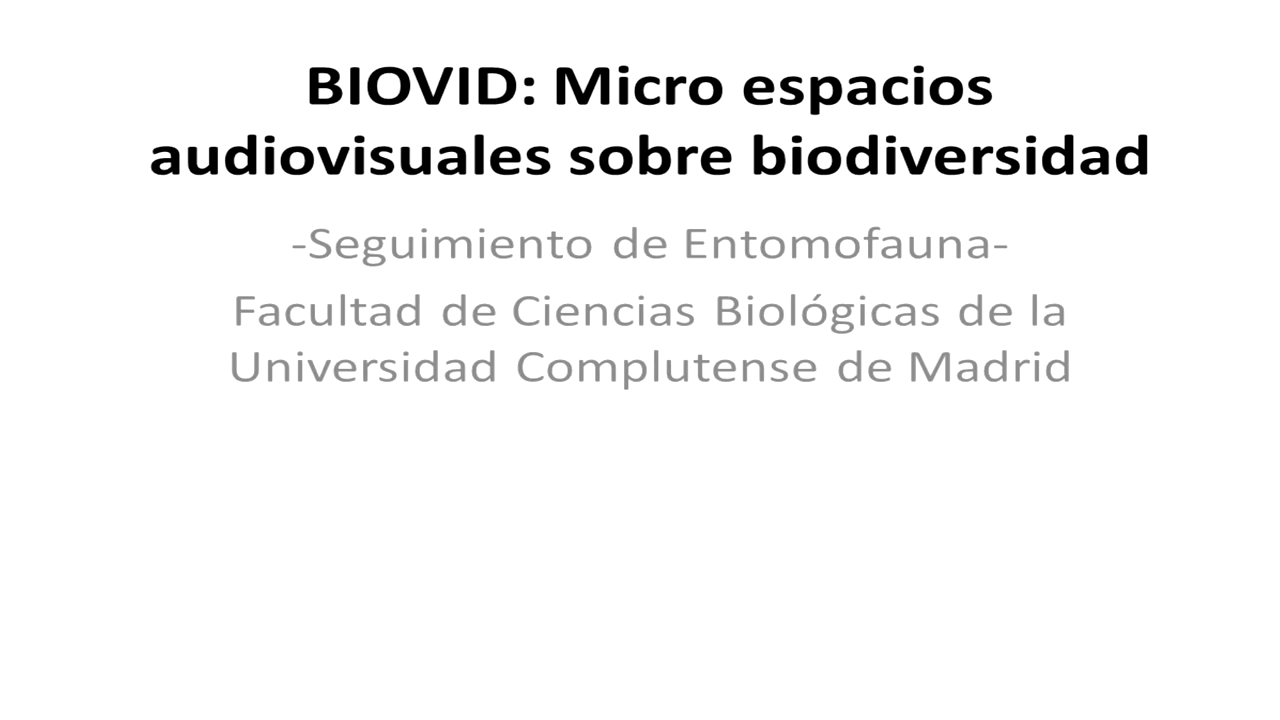 BIOVID: Micro espacios
audiovisuales sobre biodiversidad
-Seguimiento de Entomofauna-
Facultad de Ciencias Biológicas de la
Universidad Complutense de Madrid